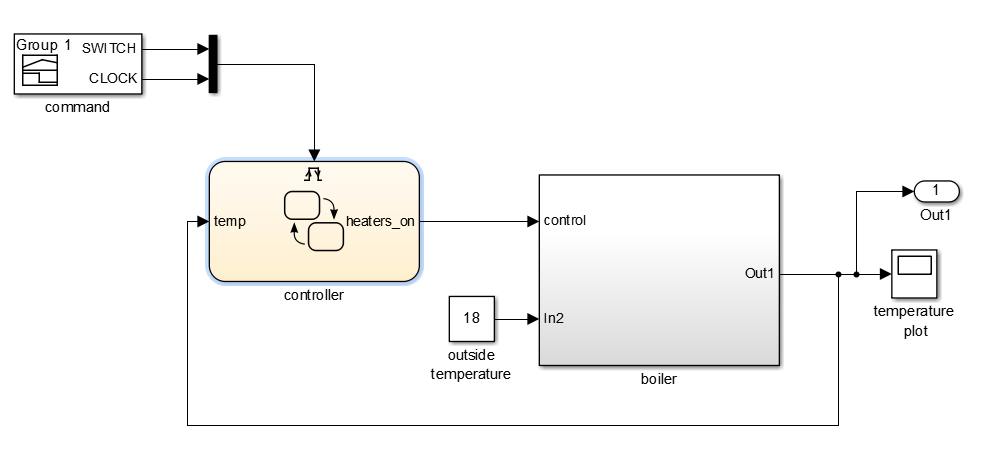 Group 1
SWITCH
CLOCK
command
temp
heaters_on
controller
control
Out1
In2
boiler
18
outside
temperature
1
Out1
temperature
plot